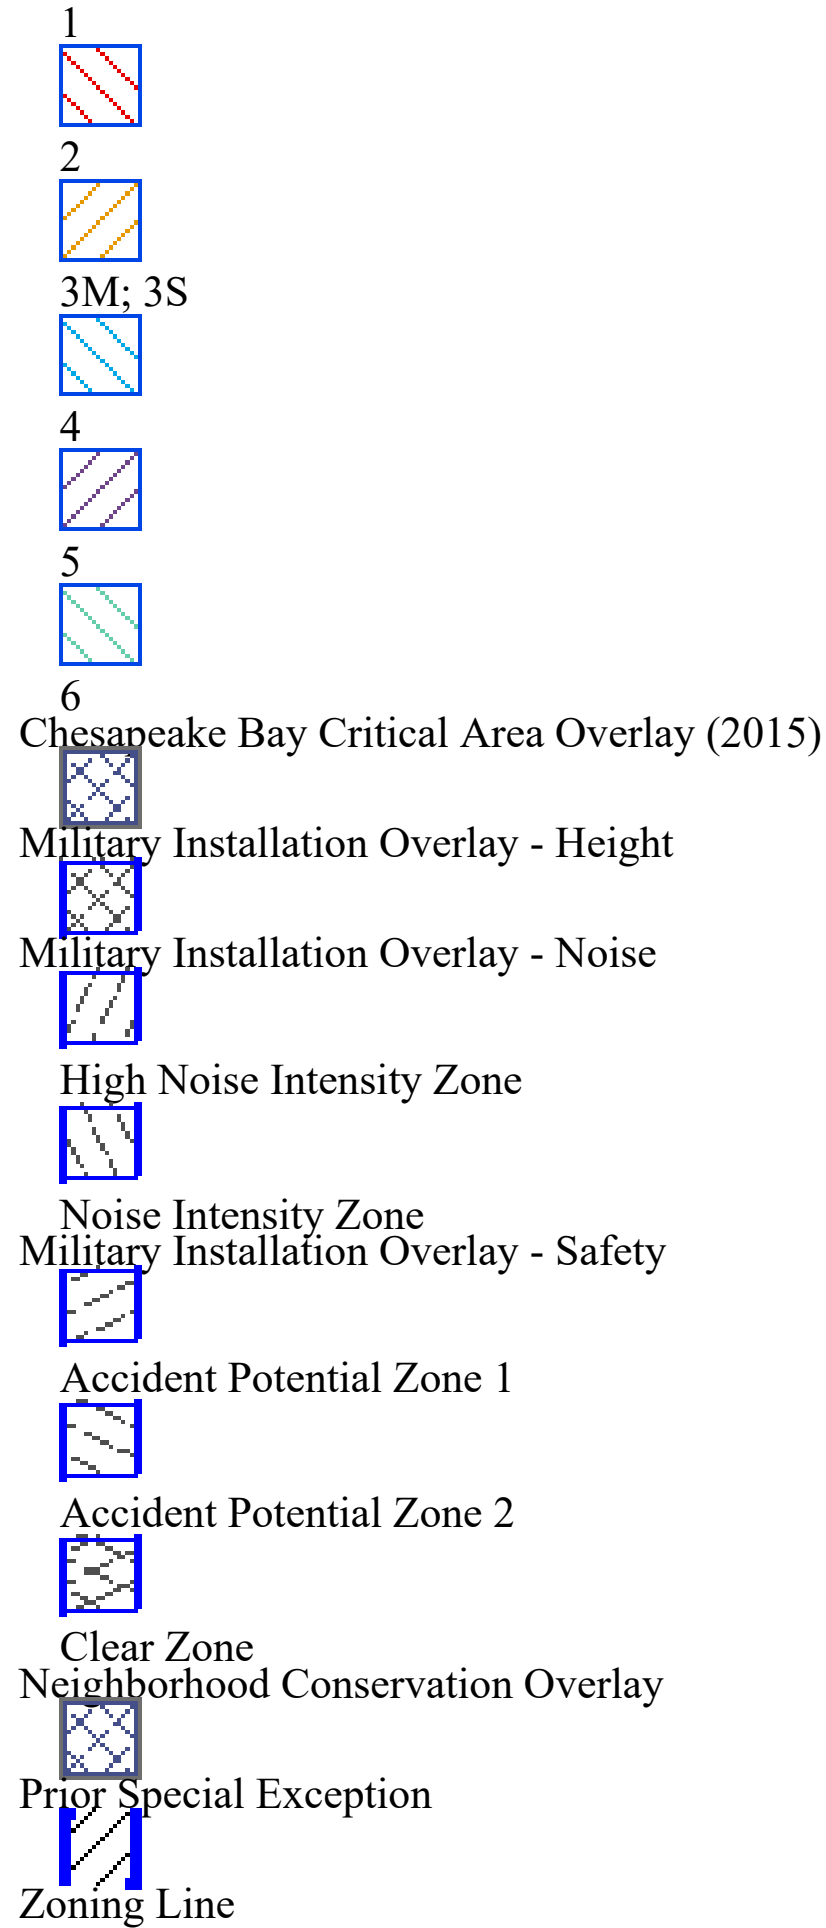 1
2
3M; 3S
4
5
6
Chesapeake Bay Critical Area Overlay (2015)
Military Installation Overlay - Height
Military Installation Overlay - Noise
High Noise Intensity Zone
Noise Intensity Zone
Military Installation Overlay - Safety
Accident Potential Zone 1
Accident Potential Zone 2
Clear Zone
Neighborhood Conservation Overlay
Prior Special Exception
Zoning Line